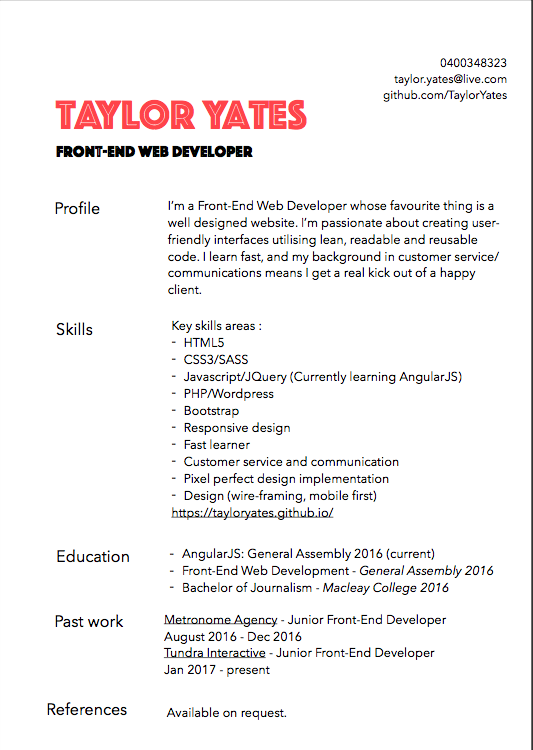 0400348323
taylor.yates@live.com
github.com/TaylorYates
TAYLOR YATES
FRONT-END WEB DEVELOPER
Profile
I'm a Front-End Web Developer whose favourite thing is a
well designed website. I'm passionate about creating user-
friendly interfaces utilising lean, readable and reusable
code. I learn fast, and my background in customer service/
communications means I get a real kick out of a happy
client.
Skills
Key skills areas :
- HTML5
- CSS3/SASS
- Javascript/JQuery (Currently learning AngularJS)
- PHP/Wordpress
- Bootstrap
- Responsive design
- Fast learner
- Customer service and communication
- Pixel perfect design implementation
- Design (wire-framing, mobile first)
https://tayloryates.github.io/
Education
- AngularJS: General Assembly 2016 (current)
- Front-End Web Development - General Assembly 2016
- Bachelor of Journalism - Macleay College 2016
Past work
Metronome Agency - Junior Front-End Developer
August 2016 - Dec 2016
Tundra Interactive - Junior Front-End Developer
Jan 2017 - present
References
Available on request.